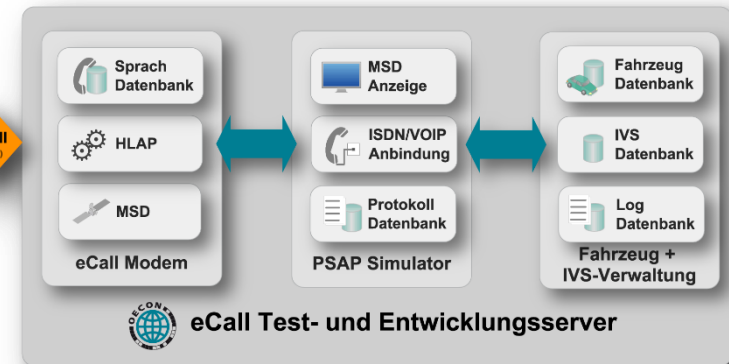 Sprach
Datenbank
HLAP
MSD
eCall Modem
MSD
Anzeige
ISDN/VOIP
Anbindung
Protokoll
Datenbank
PSAP Simulator
Fahrzeug
Datenbank
IVS
Datenbank
Log
Datenbank
Fahrzeug +
IVS-Verwaltung
OECON
eCall Test- und Entwicklungsserver